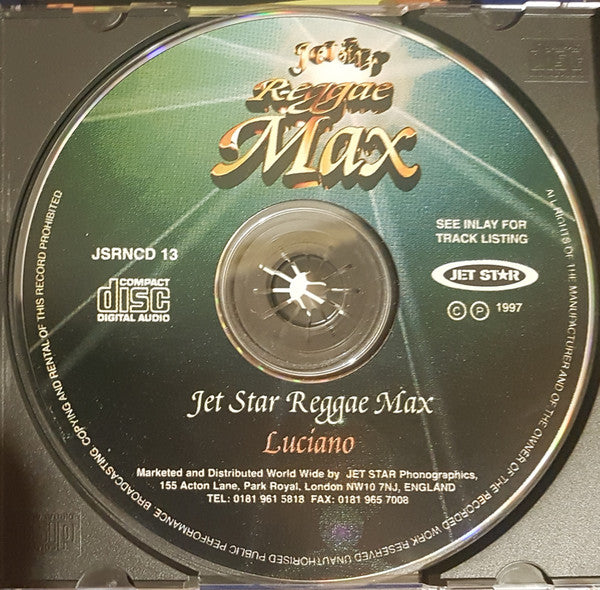 Jet Star
Reggae
Max
JSRNCD 13
COMPACT
disc
DIGITAL AUDIO
SEE INLAY FOR
TRACK LISTING
JET STAR
© ℗ 1997
Jet Star Reggae Max
Luciano
Marketed and Distributed World Wide by JET STAR Phonographics,
155 Acton Lane, Park Royal, London NW10 7NJ, ENGLAND
TEL: 0181 961 5818 FAX: 0181 965 7008
ALL RIGHTS OF THE MANUFACTURER AND OF THE OWNER OF THE RECORDED WORK RESERVED UNAUTHORISED PUBLIC PERFORMANCE, BROADCASTING, COPYING AND RENTAL OF THIS RECORD PROHIBITED